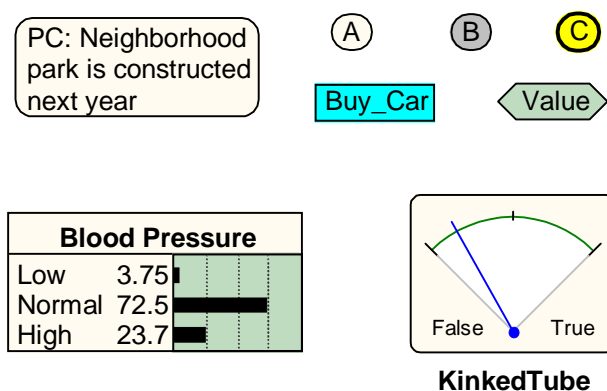 PC: Neighborhood
park is constructed
next year
A
B
C
Buy_Car
Value
Blood Pressure
Low 3.75
Normal 72.5
High 23.7
False True
KinkedTube